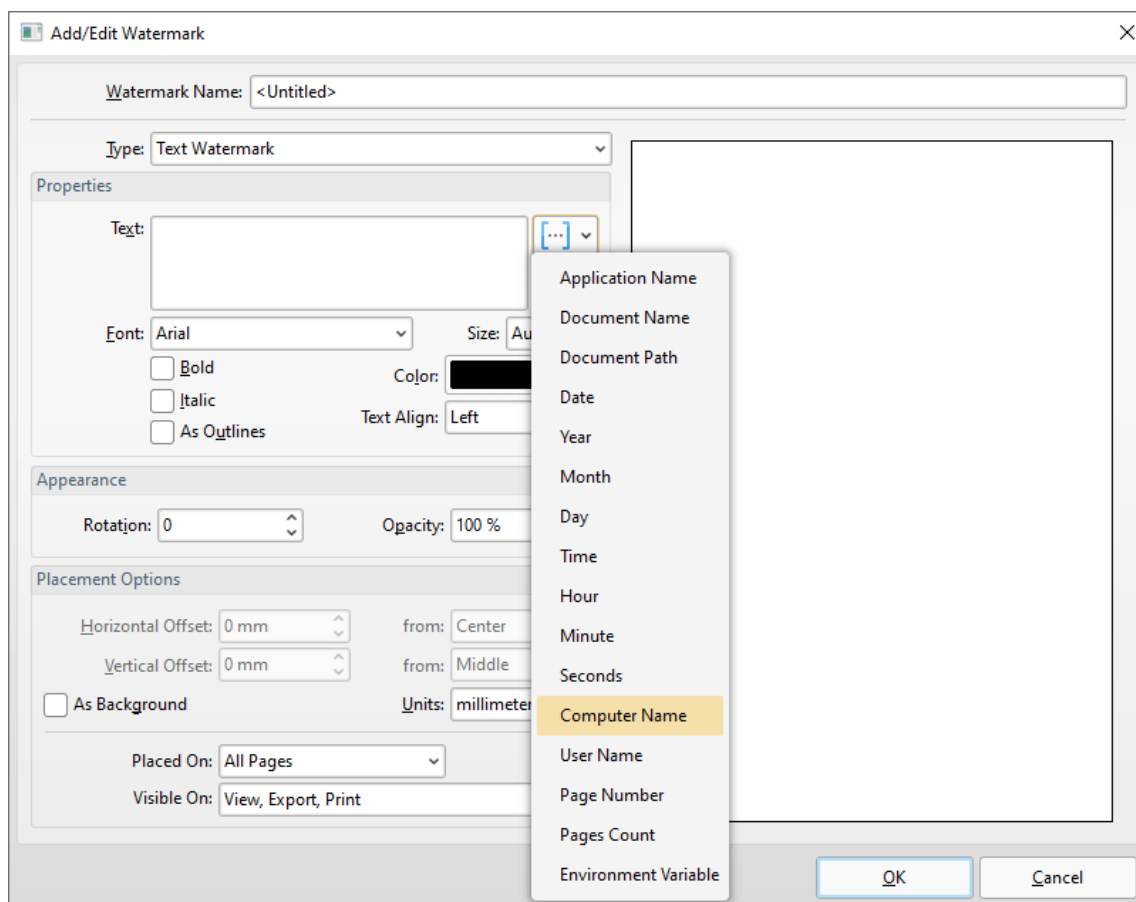 Add/Edit Watermark
Watermark Name: <Untitled>
Type: Text Watermark
Properties
Text:
Font: Arial
Size: Au
Bold
Color:
Italic
Text Align: Left
As Outlines
Appearance
Rotation: 0
Opacity: 100 %
Placement Options
Horizontal Offset: 0 mm
from: Center
Vertical Offset: 0 mm
from: Middle
As Background
Units: millimeter
Placed On: All Pages
Visible On: View, Export, Print
Application Name
Document Name
Document Path
Date
Year
Month
Day
Time
Hour
Minute
Seconds
Computer Name
User Name
Page Number
Pages Count
Environment Variable
OK
Cancel